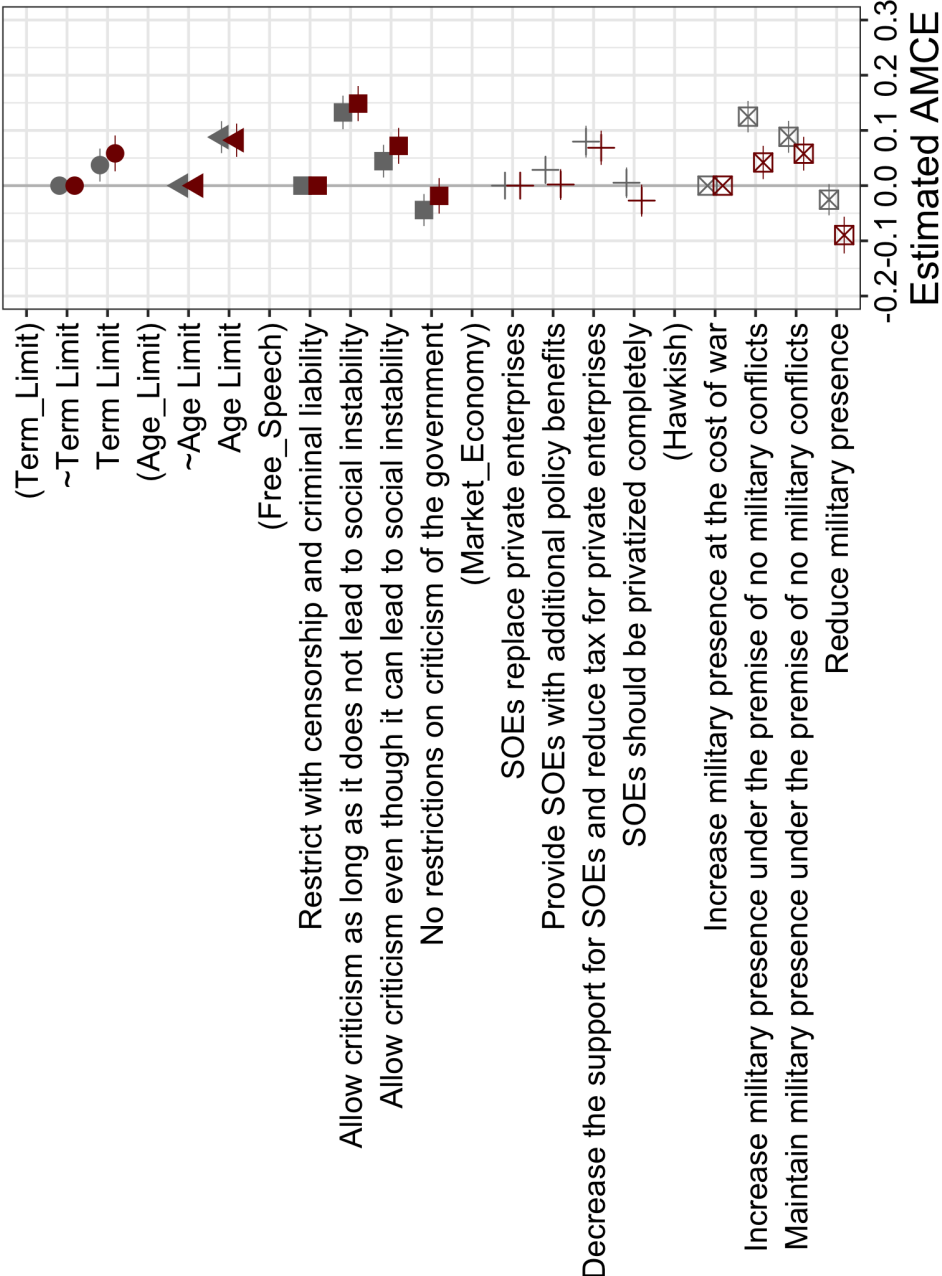 (Term_Limit)
~Term Limit
Term Limit
(Age_Limit)
~Age Limit
Age Limit
(Free_Speech)
Restrict with censorship and criminal liability
Allow criticism as long as it does not lead to social instability
Allow criticism even though it can lead to social instability
No restrictions on criticism of the government
(Market_Economy)
SOEs replace private enterprises
Provide SOEs with additional policy benefits
Decrease the support for SOEs and reduce tax for private enterprises
SOEs should be privatized completely
(Hawkish)
Increase military presence at the cost of war
Increase military presence under the premise of no military conflicts
Maintain military presence under the premise of no military conflicts
Reduce military presence
-0.2 -0.1 0.0 0.1 0.2 0.3
Estimated AMCE